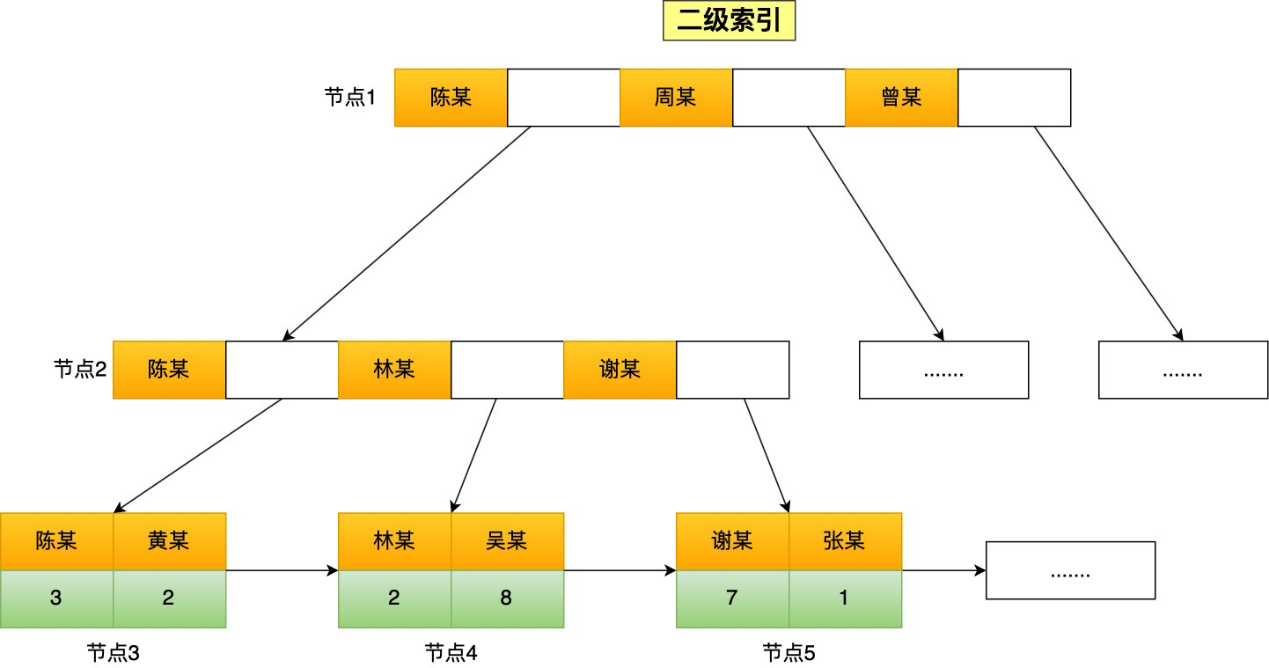 二级索引
节点1 陈某 周某 曾某
节点2 陈某 林某 谢某 ....... .......
陈某 黄某 林某 吴某 谢某 张某 .......
3 2 2 8 7 1
节点3 节点4 节点5